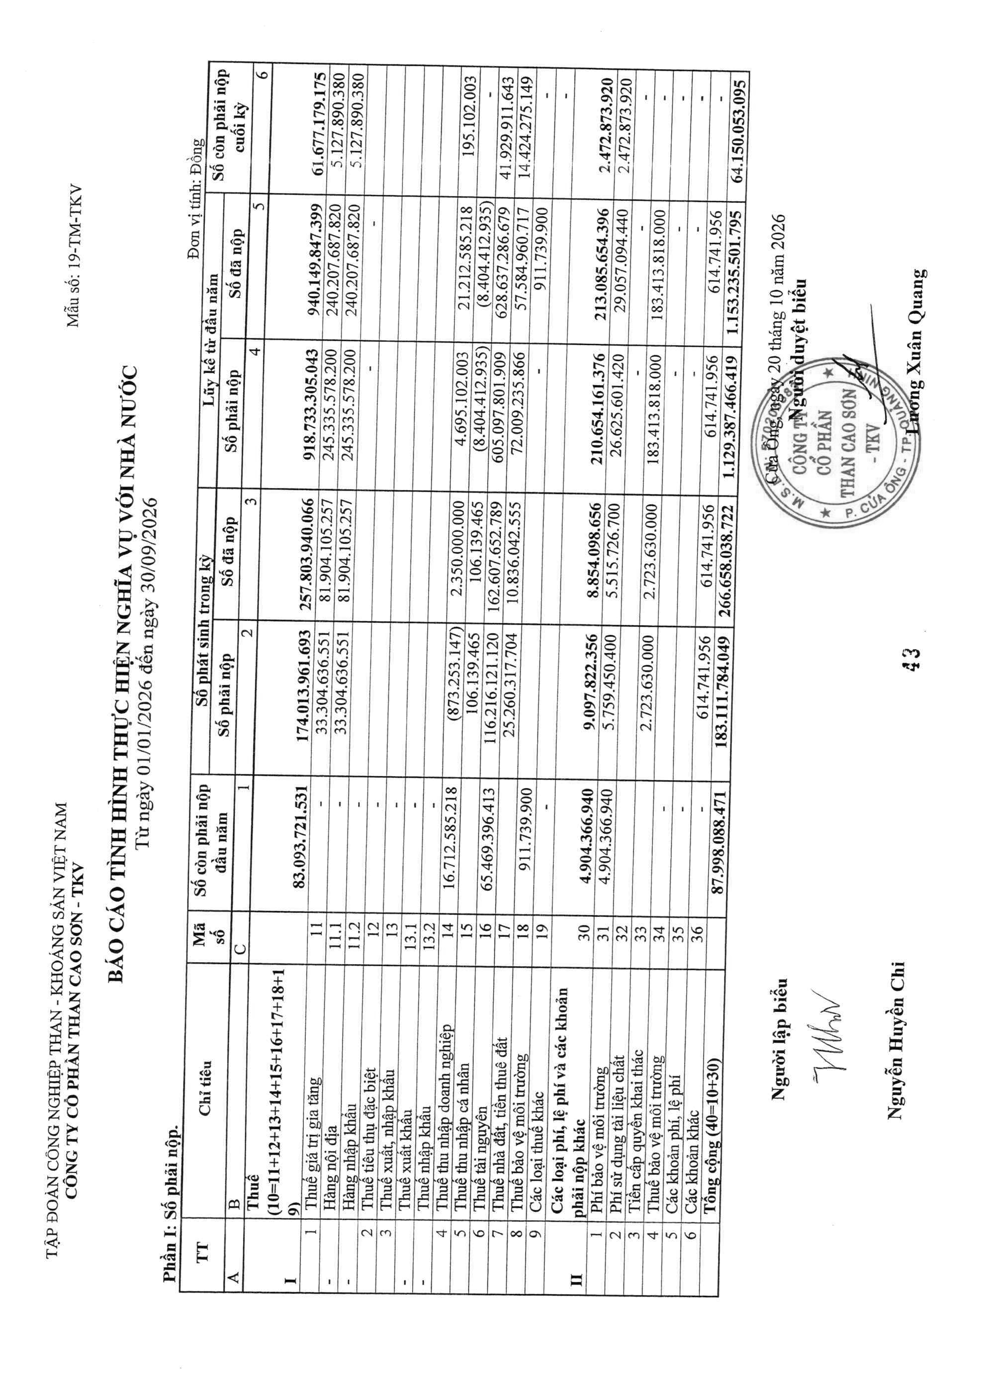 TẬP ĐOÀN CÔNG NGHIỆP THAN - KHOÁNG SẢN VIỆT NAM
CÔNG TY CỔ PHẦN THAN CAO SƠN - TKV
Mẫu số: 19-TM-TKV
BÁO CÁO TÌNH HÌNH THỰC HIỆN NGHĨA VỤ VỚI NHÀ NƯỚC
Từ ngày 01/01/2026 đến ngày 30/09/2026
Phần I: Số phải nộp.
Đơn vị tính: Đồng
TT Chỉ tiêu Mã số Số còn phải nộp đầu năm Số phát sinh trong kỳ Lũy kế từ đầu năm Số còn phải nộp cuối kỳ
Số phải nộp Số đã nộp Số phải nộp Số đã nộp
A B C 1 2 3 4 5 6
Thuế
(10=11+12+13+14+15+16+17+18+1
I 9) 83.093.721.531 174.013.961.693 257.803.940.066 918.733.305.043 940.149.847.399 61.677.179.175
1 Thuế giá trị gia tăng 11 - 33.304.636.551 81.904.105.257 245.335.578.200 240.207.687.820 5.127.890.380
- Hàng nội địa 11.1 - 33.304.636.551 81.904.105.257 245.335.578.200 240.207.687.820 5.127.890.380
- Hàng nhập khẩu 11.2 -
2 Thuế tiêu thụ đặc biệt 12 - - -
3 Thuế xuất, nhập khẩu 13 -
- Thuế xuất khẩu 13.1 -
- Thuế nhập khẩu 13.2 -
4 Thuế thu nhập doanh nghiệp 14 16.712.585.218 (873.253.147) 2.350.000.000 4.695.102.003 21.212.585.218 195.102.003
5 Thuế thu nhập cá nhân 15 106.139.465 106.139.465 (8.404.412.935) (8.404.412.935) -
6 Thuế tài nguyên 16 65.469.396.413 116.216.121.120 162.607.652.789 605.097.801.909 628.637.286.679 41.929.911.643
7 Thuế nhà đất, tiền thuê đất 17 25.260.317.704 10.836.042.555 72.009.235.866 57.584.960.717 14.424.275.149
8 Thuế bảo vệ môi trường 18 911.739.900 - 911.739.900 -
9 Các loại thuế khác 19 - -
Các loại phí, lệ phí và các khoản
II phải nộp khác 30 4.904.366.940 9.097.822.356 8.854.098.656 210.654.161.376 213.085.654.396 2.472.873.920
1 Phí bảo vệ môi trường 31 4.904.366.940 5.759.450.400 5.515.726.700 26.625.601.420 29.057.094.440 2.472.873.920
2 Phí sử dụng tài liệu chất 32 - -
3 Tiền cấp quyền khai thác 33 2.723.630.000 2.723.630.000 183.413.818.000 183.413.818.000 -
4 Thuế bảo vệ môi trường 34 - - - -
5 Các khoản phí, lệ phí 35 - - - -
6 Các khoản khác 36 - 614.741.956 614.741.956 614.741.956 614.741.956 -
Tổng cộng (40=10+30) 87.998.088.471 183.111.784.049 266.658.038.722 1.129.387.466.419 1.153.235.501.795 64.150.053.095
Cửa Ông, ngày 20 tháng 10 năm 2026
Người lập biểu
Người duyệt biểu
CÔNG TY
CỔ PHẦN
THAN CAO SƠN
- TKV
P. CỬA ÔNG - TP.
Nguyễn Huyền Chi
Lương Xuân Quang
43